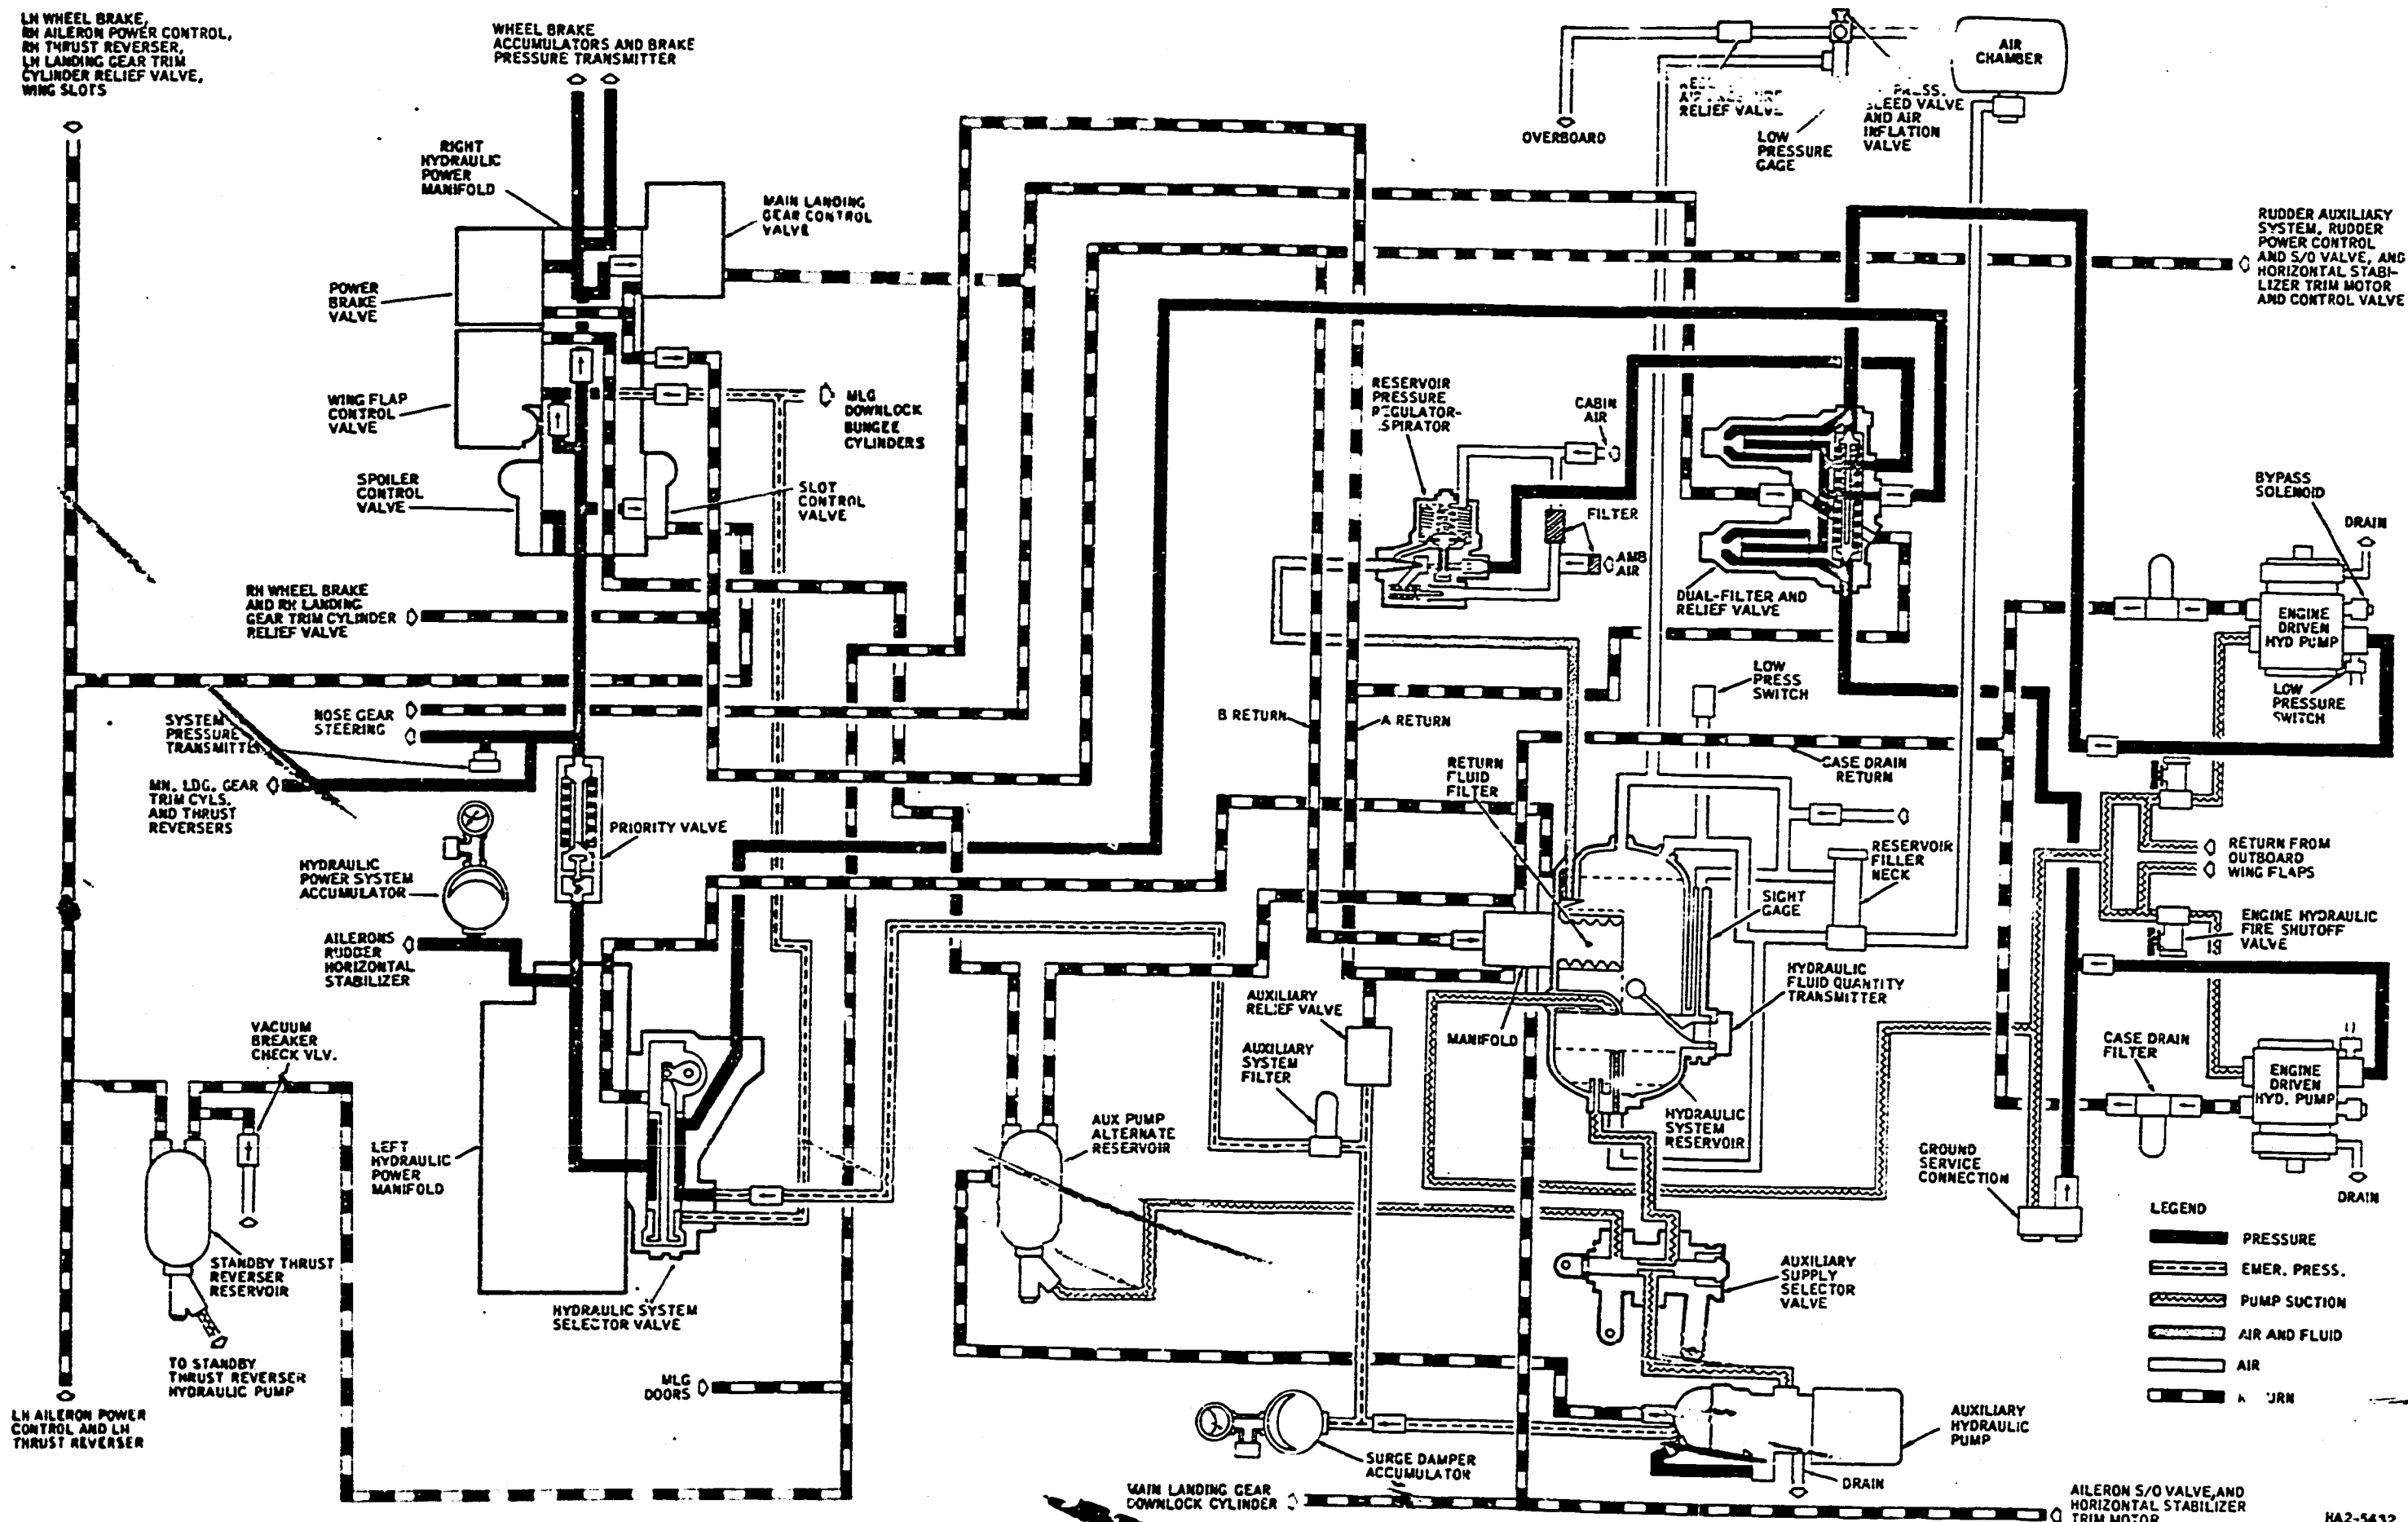 LH WHEEL BRAKE,
RH AILERON POWER CONTROL,
RH THRUST REVERSER,
LH LANDING GEAR TRIM
CYLINDER RELIEF VALVE,
WING SLOTS
WHEEL BRAKE
ACCUMULATORS AND BRAKE
PRESSURE TRANSMITTER
RIGHT
HYDRAULIC
POWER
MANIFOLD
MAIN LANDING
GEAR CONTROL
VALVE
POWER
BRAKE
VALVE
WING FLAP
CONTROL
VALVE
MLG
DOWNLOCK
BUNGEE
CYLINDERS
SPOILER
CONTROL
VALVE
SLOT
CONTROL
VALVE
RH WHEEL BRAKE
AND RH LANDING
GEAR TRIM CYLINDER
RELIEF VALVE
NOSE GEAR
STEERING
SYSTEM
PRESSURE
TRANSMITTER
MN. LDG. GEAR
TRIM CYLS.
AND THRUST
REVERSERS
PRIORITY VALVE
HYDRAULIC
POWER SYSTEM
ACCUMULATOR
AILERONS
RUDDER
HORIZONTAL
STABILIZER
VACUUM
BREAKER
CHECK VLV.
LEFT
HYDRAULIC
POWER
MANIFOLD
STANDBY THRUST
REVERSER
RESERVOIR
HYDRAULIC SYSTEM
SELECTOR VALVE
TO STANDBY
THRUST REVERSER
HYDRAULIC PUMP
MLG
DOORS
LH AILERON POWER
CONTROL AND LH
THRUST REVERSER
OVERBOARD
RELIEF VALVE
LOW
PRESSURE
GAGE
PRESS.
BLEED VALVE
AND AIR
INFLATION
VALVE
AIR
CHAMBER
RUDDER AUXILIARY
SYSTEM, RUDDER
POWER CONTROL
AND S/O VALVE, AND
HORIZONTAL STABI-
LIZER TRIM MOTOR
AND CONTROL VALVE
RESERVOIR
PRESSURE
REGULATOR-
CABIN
AIR
FILTER
AMB
AIR
DUAL-FILTER AND
RELIEF VALVE
BYPASS
SOLENOID
DRAIN
ENGINE
DRIVEN
HYD PUMP
LOW
PRESSURE
SWITCH
LOW
PRESS
SWITCH
B RETURN
A RETURN
CASE DRAIN
RETURN
RETURN
FLUID
FILTER
RESERVOIR
FILLER
NECK
SIGHT
GAGE
RETURN FROM
OUTBOARD
WING FLAPS
ENGINE HYDRAULIC
FIRE SHUTOFF
VALVE
HYDRAULIC
FLUID QUANTITY
TRANSMITTER
AUXILIARY
RELIEF VALVE
MANIFOLD
AUXILIARY
SYSTEM
FILTER
CASE DRAIN
FILTER
ENGINE
DRIVEN
HYD. PUMP
AUX PUMP
ALTERNATE
RESERVOIR
HYDRAULIC
SYSTEM
RESERVOIR
GROUND
SERVICE
CONNECTION
DRAIN
AUXILIARY
SUPPLY
SELECTOR
VALVE
LEGEND
PRESSURE
EMER. PRESS.
PUMP SUCTION
AIR AND FLUID
AIR
AUXILIARY
HYDRAULIC
PUMP
SURGE DAMPER
ACCUMULATOR
DRAIN
MAIN LANDING GEAR
DOWNLOCK CYLINDER
AILERON S/O VALVE, AND
HORIZONTAL STABILIZER
TRIM MOTOR
HA2-5432